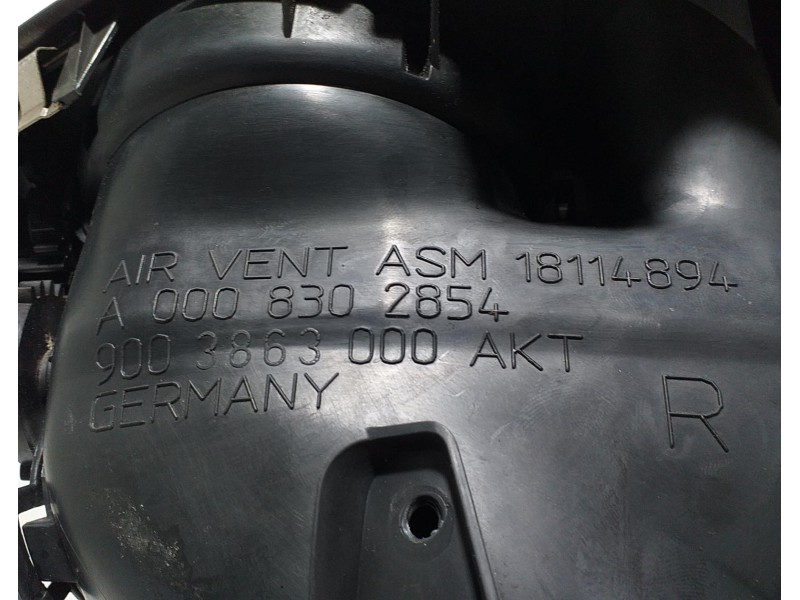 AIR VENT ASM 18114894
A 000 830 2854
900 3863 000 AKT
GERMANY
R